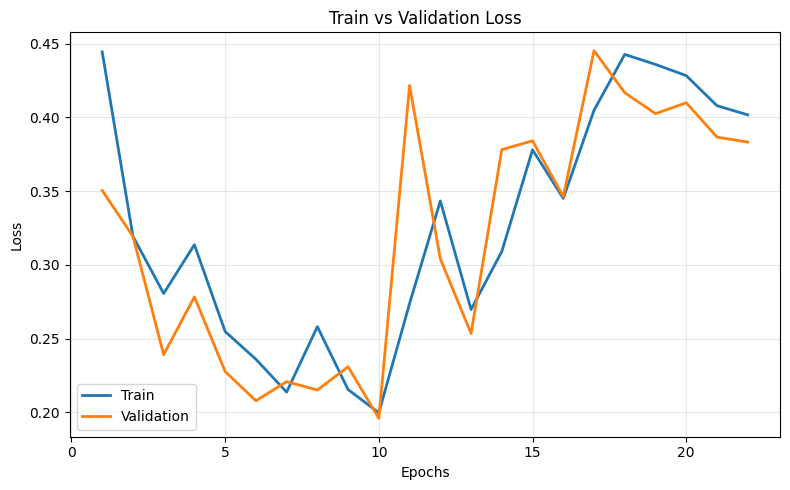 Train vs Validation Loss
0.45
0.40
0.35
0.30
0.25
0.20
Loss
Train
Validation
0 5 10 15 20
Epochs